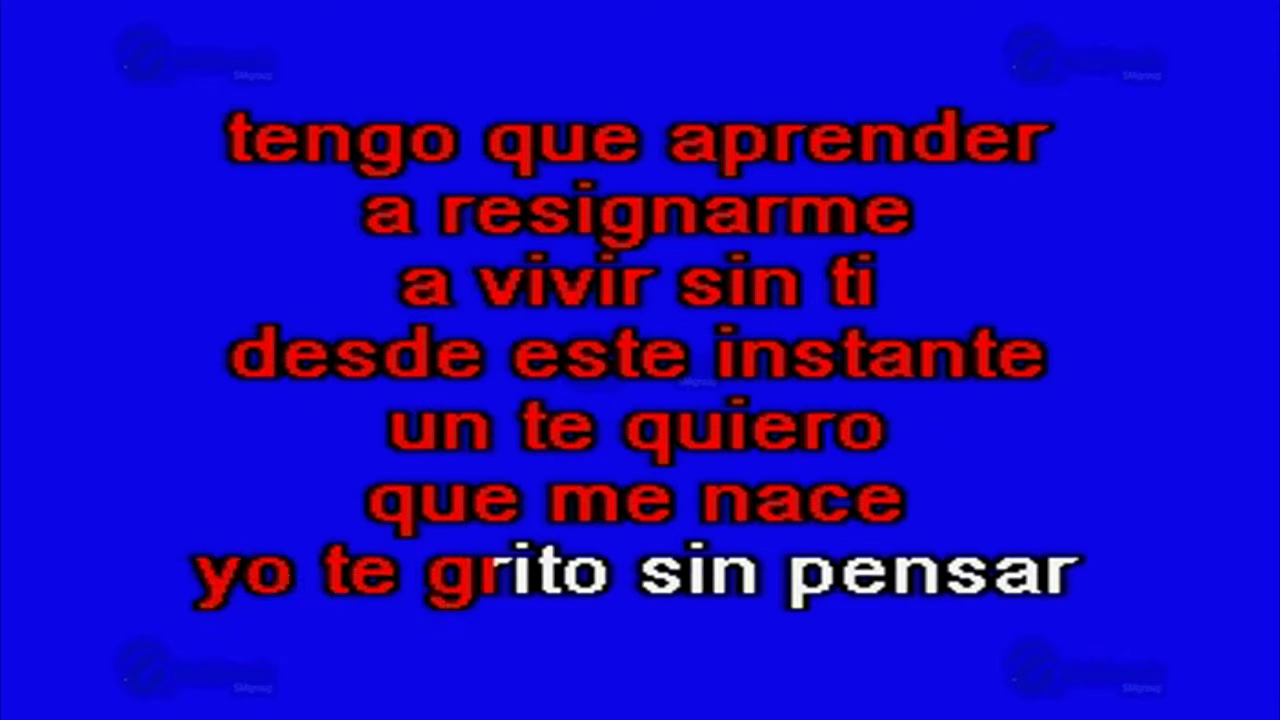 tengo que aprender
a resignarme
a vivir sin ti
desde este instante
un te quiero
que me nace
yo te grito sin pensar